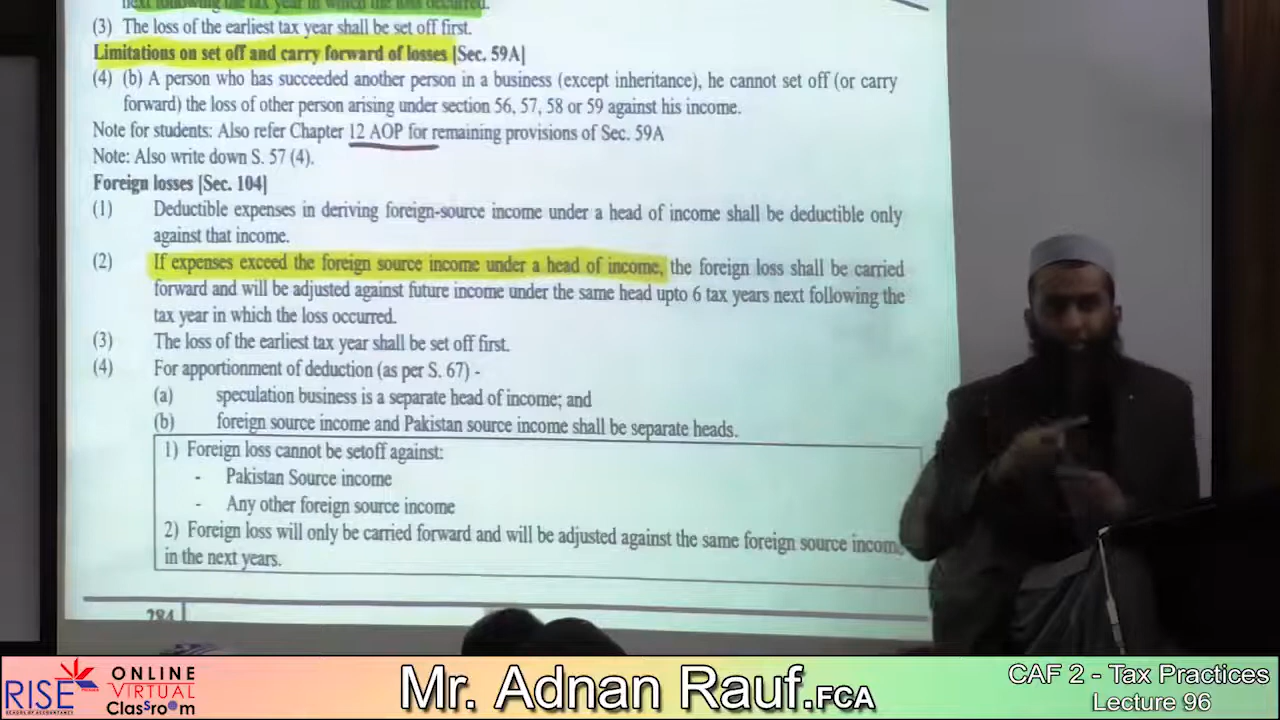 next following the tax year in which the loss occurred.
(3) The loss of the earliest tax year shall be set off first.
Limitations on set off and carry forward of losses [Sec. 59A]
(4) (b) A person who has succeeded another person in a business (except inheritance), he cannot set off (or carry
forward) the loss of other person arising under section 56, 57, 58 or 59 against his income.
Note for students: Also refer Chapter 12 AOP for remaining provisions of Sec. 59A
Note: Also write down S. 57 (4).
Foreign losses [Sec. 104]
(1) Deductible expenses in deriving foreign-source income under a head of income shall be deductible only
against that income.
(2) If expenses exceed the foreign source income under a head of income, the foreign loss shall be carried
forward and will be adjusted against future income under the same head upto 6 tax years next following the
tax year in which the loss occurred.
(3) The loss of the earliest tax year shall be set off first.
(4) For apportionment of deduction (as per S. 67) -
(a) speculation business is a separate head of income; and
(b) foreign source income and Pakistan source income shall be separate heads.
1) Foreign loss cannot be setoff against:
- Pakistan Source income
- Any other foreign source income
2) Foreign loss will only be carried forward and will be adjusted against the same foreign source income
in the next years.
284
RISE
ONLINE
VIRTUAL
Classroom
Mr. Adnan Rauf.FCA
CAF 2 - Tax Practices
Lecture 96